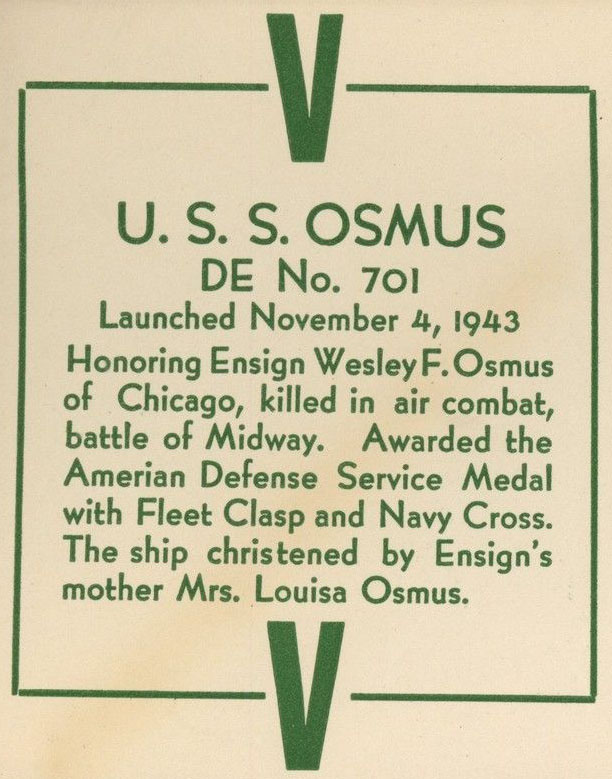 V
U. S. S. OSMUS
DE No. 701
Launched November 4, 1943
Honoring Ensign Wesley F. Osmus
of Chicago, killed in air combat,
battle of Midway. Awarded the
Amerian Defense Service Medal
with Fleet Clasp and Navy Cross.
The ship christened by Ensign's
mother Mrs. Louisa Osmus.
V